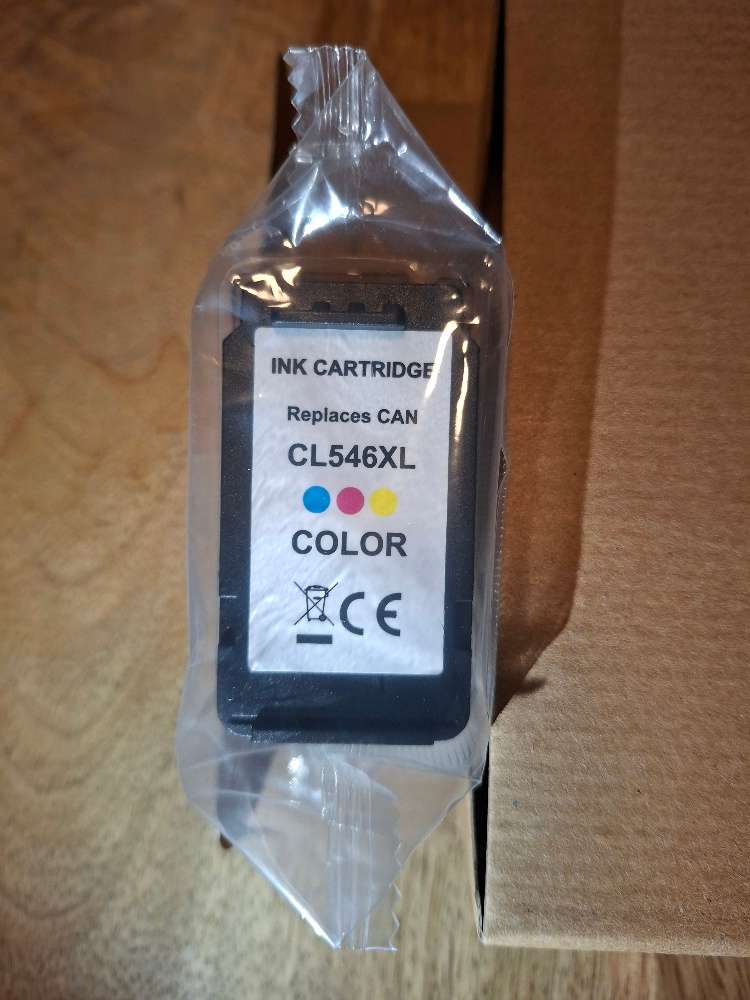 INK CARTRIDGE
Replaces CAN
CL546XL
COLOR
CE